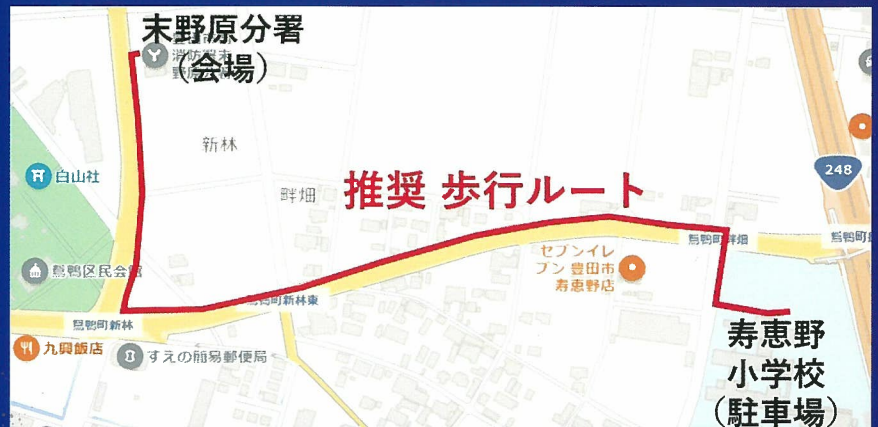 末野原分署
（会場）
新林
白山社
畔畑
推奨 歩行ルート
248
鴛鴨町畔畑
セブンイレ
ブン 豊田市
寿恵野店
鴛鴨区民会館
鴛鴨町新林東
鴛鴨町新林
九興飯店
すえの簡易郵便局
寿恵野
小学校
（駐車場）